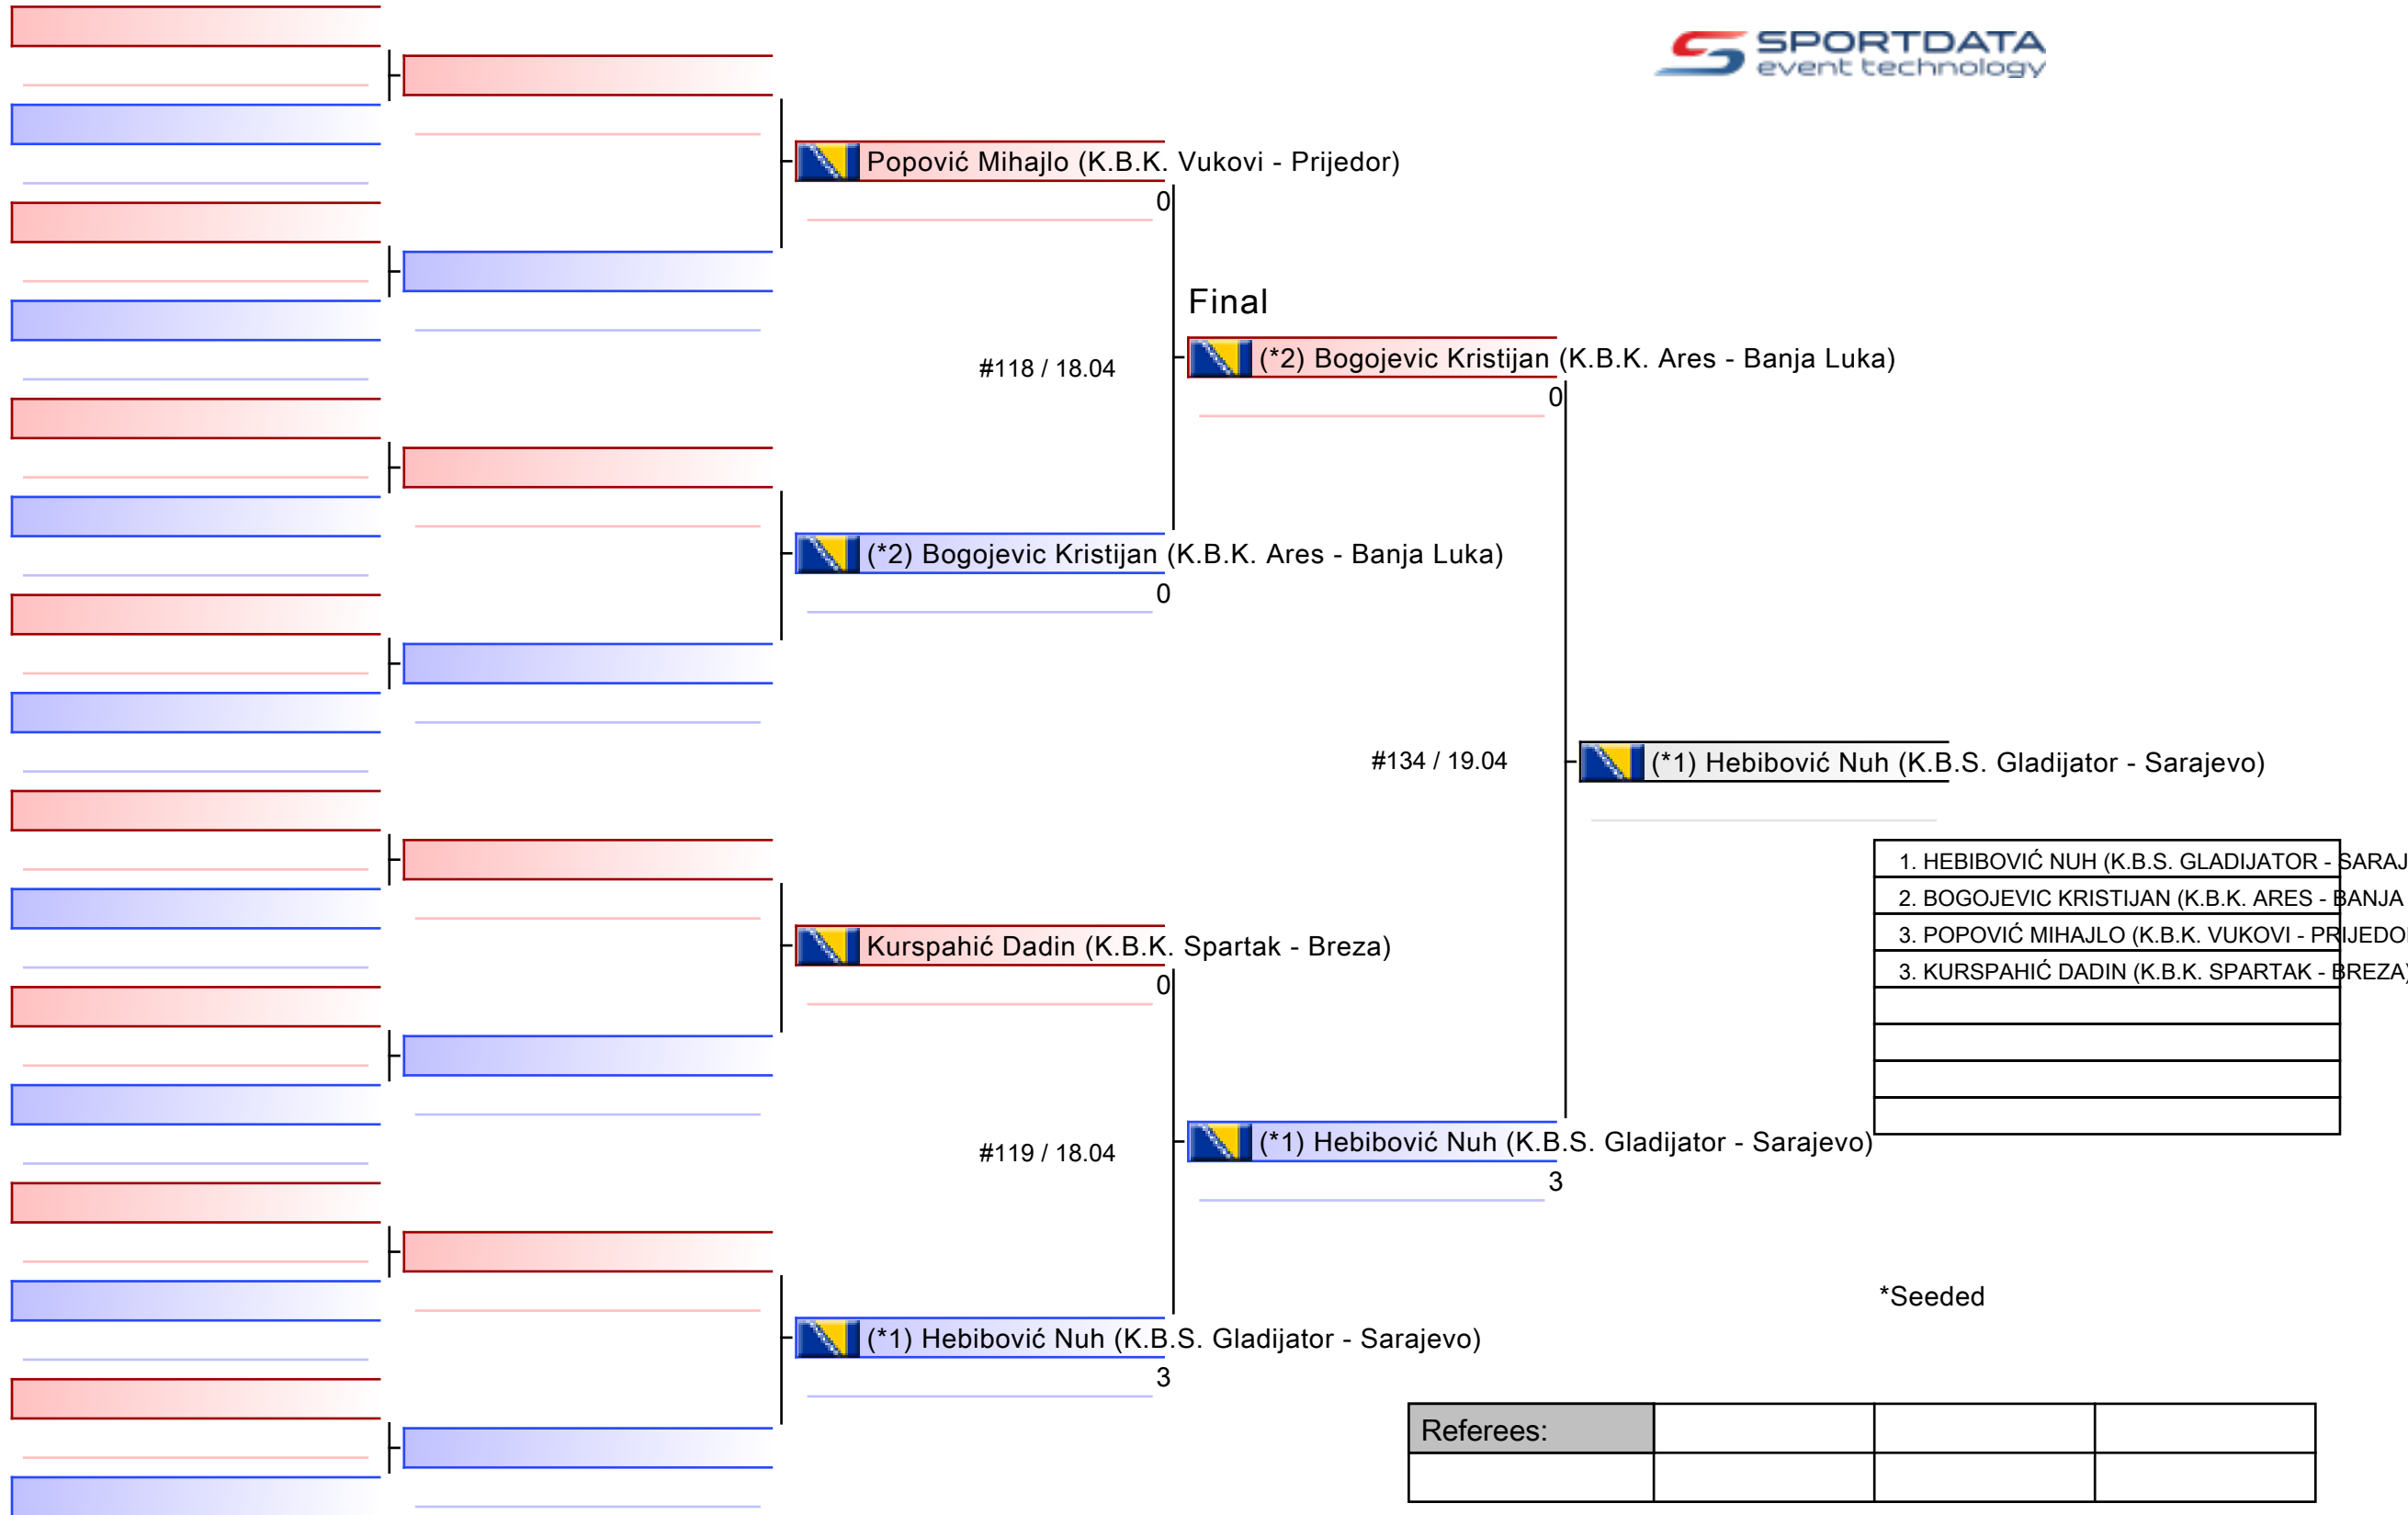 SPORTDATA
event technology
Popović Mihajlo (K.B.K. Vukovi - Prijedor)
0
Final
#118 / 18.04
(*2) Bogojevic Kristijan (K.B.K. Ares - Banja Luka)
0
(*2) Bogojevic Kristijan (K.B.K. Ares - Banja Luka)
0
#134 / 19.04
(*1) Hebibović Nuh (K.B.S. Gladijator - Sarajevo)
1. HEBIBOVIĆ NUH (K.B.S. GLADIJATOR - SARAJ
2. BOGOJEVIC KRISTIJAN (K.B.K. ARES - BANJA
3. POPOVIĆ MIHAJLO (K.B.K. VUKOVI - PRIJEDOR
3. KURSPAHIĆ DADIN (K.B.K. SPARTAK - BREZA)
Kurspahić Dadin (K.B.K. Spartak - Breza)
0
#119 / 18.04
(*1) Hebibović Nuh (K.B.S. Gladijator - Sarajevo)
3
*Seeded
(*1) Hebibović Nuh (K.B.S. Gladijator - Sarajevo)
3
Referees: